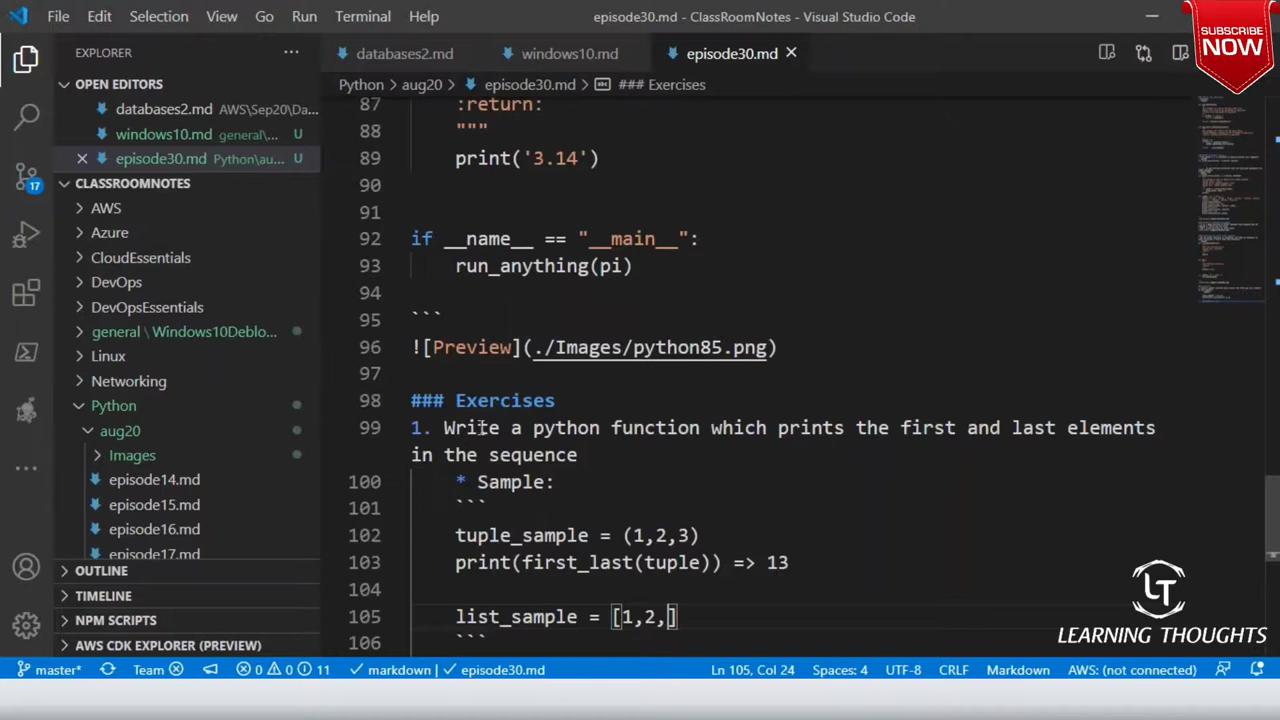 File Edit Selection View Go Run Terminal Help episode30.md - ClassRoomNotes - Visual Studio Code
SUBSCRIBE
NOW
EXPLORER
databases2.md windows10.md episode30.md
OPEN EDITORS
databases2.md AWS\Sep20\Da...
windows10.md general\... U
episode30.md Python\au... U
CLASSROOMNOTES
AWS
Azure
CloudEssentials
DevOps
DevOpsEssentials
general \ Windows10Deblo...
Linux
Networking
Python
aug20
Images
episode14.md
episode15.md
episode16.md
episode17.md
OUTLINE
TIMELINE
NPM SCRIPTS
AWS CDK EXPLORER (PREVIEW)
17
Python > aug20 > episode30.md > ### Exercises
87 :return:
88 """
89 print('3.14')
90
91
92 if __name__ == "__main__":
93 run_anything(pi)
94
95 ```
96 ![Preview](./Images/python85.png)
97
98 ### Exercises
99 1. Write a python function which prints the first and last elements
in the sequence
100 * Sample:
101 ```
102 tuple_sample = (1,2,3)
103 print(first_last(tuple)) => 13
104
105 list_sample = [1,2,]
106 ```
LT
LEARNING THOUGHTS
master* Team 0 0 11 markdown episode30.md Ln 105, Col 24 Spaces: 4 UTF-8 CRLF Markdown AWS: (not connected)